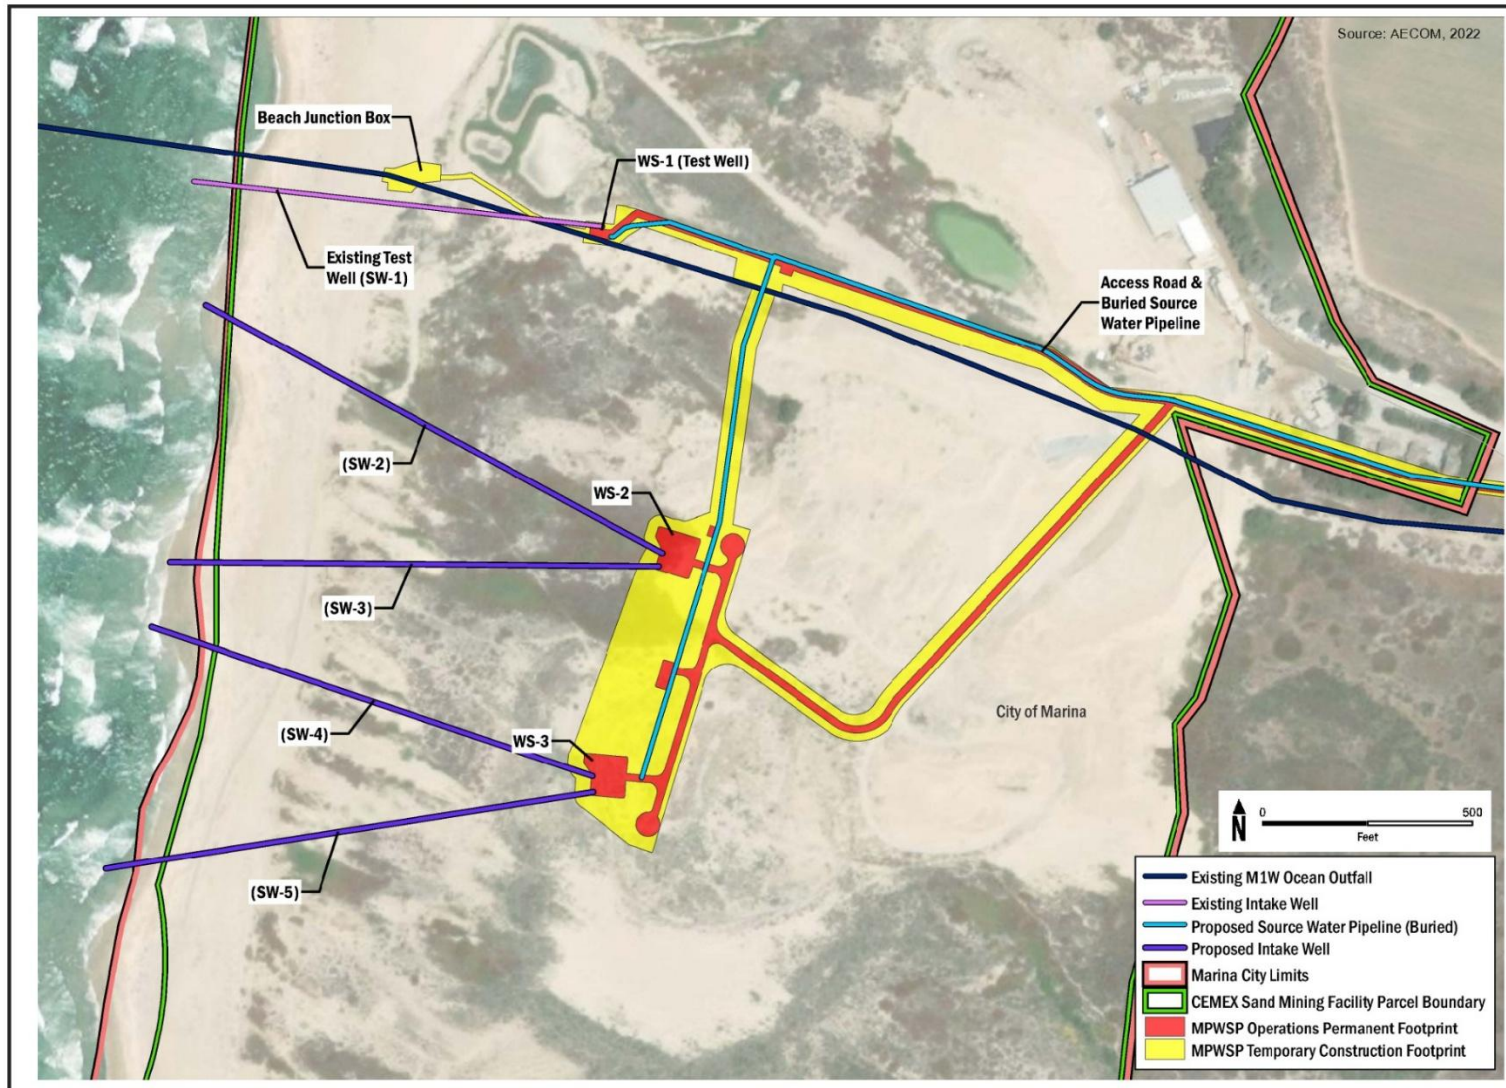 Source: AECOM, 2022
Beach Junction Box
WS-1 (Test Well)
Existing Test
Well (SW-1)
Access Road &
Buried Source
Water Pipeline
(SW-2)
WS-2
(SW-3)
(SW-4)
WS-3
City of Marina
(SW-5)
N
0
500
Feet
Existing M1W Ocean Outfall
Existing Intake Well
Proposed Source Water Pipeline (Buried)
Proposed Intake Well
Marina City Limits
CEMEX Sand Mining Facility Parcel Boundary
MPWSP Operations Permanent Footprint
MPWSP Temporary Construction Footprint